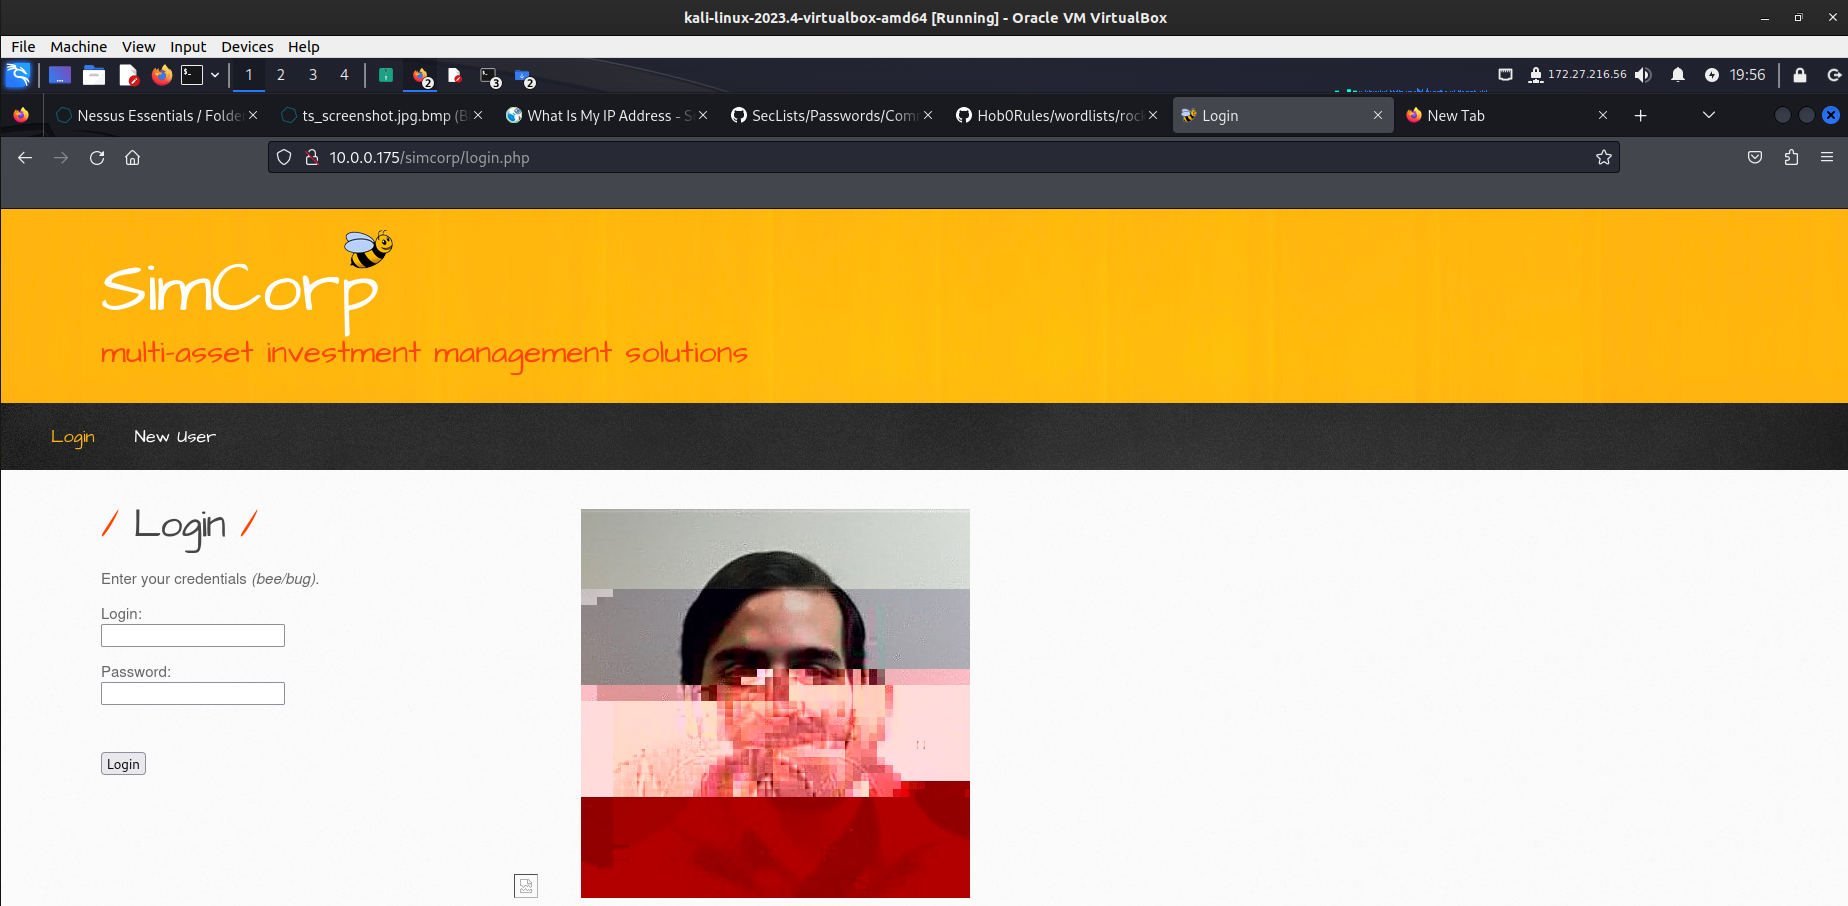 kali-linux-2023.4-virtualbox-amd64 [Running] - Oracle VM VirtualBox
File Machine View Input Devices Help
1 2 3 4 2 3 2 172.27.216.56 19:56
Nessus Essentials / Folde ts_screenshot.jpg.bmp (B What Is My IP Address - S SecLists/Passwords/Com Hob0Rules/wordlists/roc Login New Tab
10.0.0.175/simcorp/login.php
SimCorp
multi-asset investment management solutions
Login New User
/ Login /
Enter your credentials (bee/bug).
Login:
Password:
Login